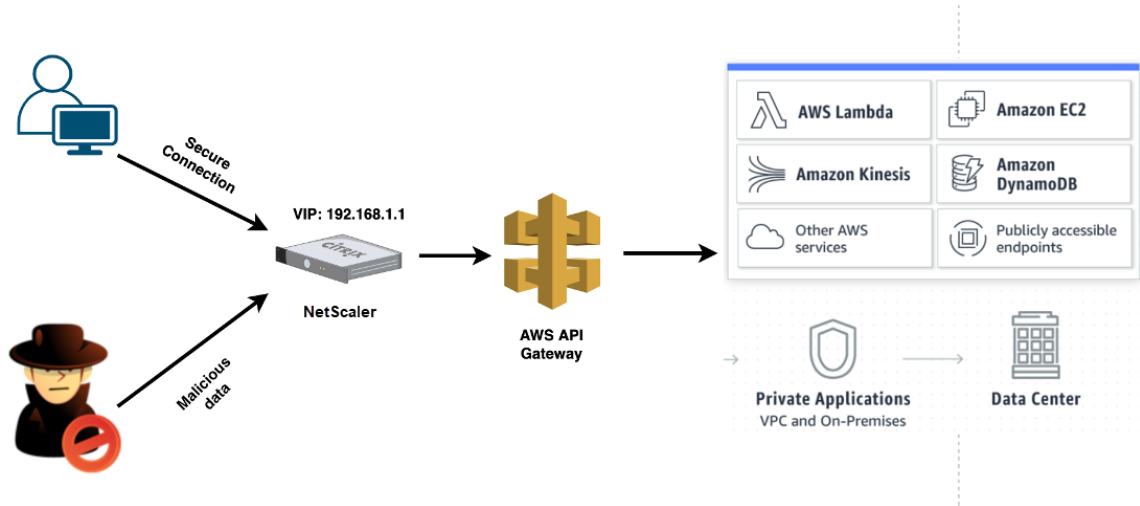 Secure
Connection
VIP: 192.168.1.1
CITRIX
NetScaler
Malicious
data
AWS API
Gateway
AWS Lambda
Amazon EC2
Amazon Kinesis
Amazon
DynamoDB
Other AWS
services
Publicly accessible
endpoints
Private Applications
VPC and On-Premises
Data Center